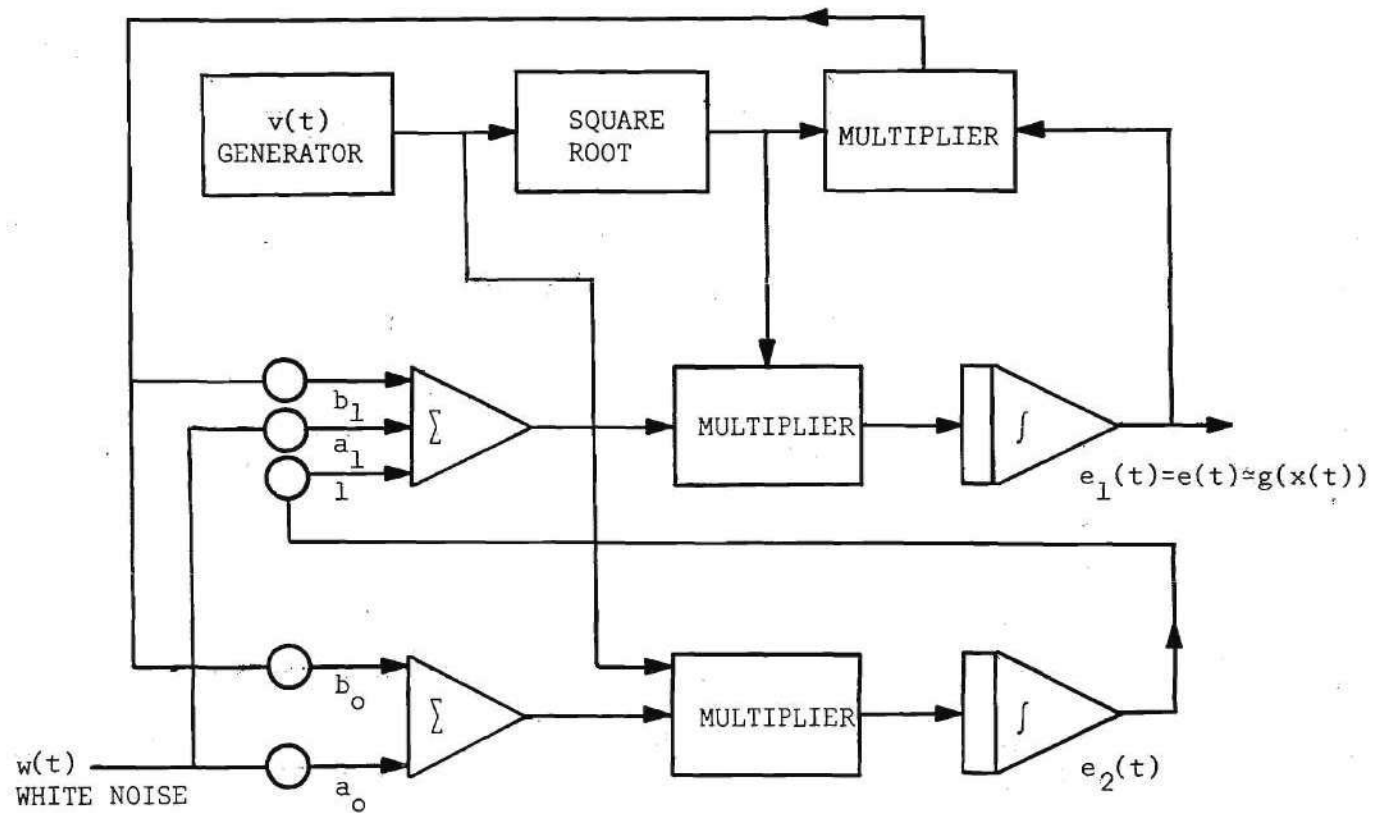 v(t)
GENERATOR
SQUARE
ROOT
MULTIPLIER
b₁
a₁
1
∑
MULTIPLIER
∫
e₁(t)=e(t)≃g(x(t))
b₀
∑
MULTIPLIER
∫
e₂(t)
w(t)
WHITE NOISE
a₀